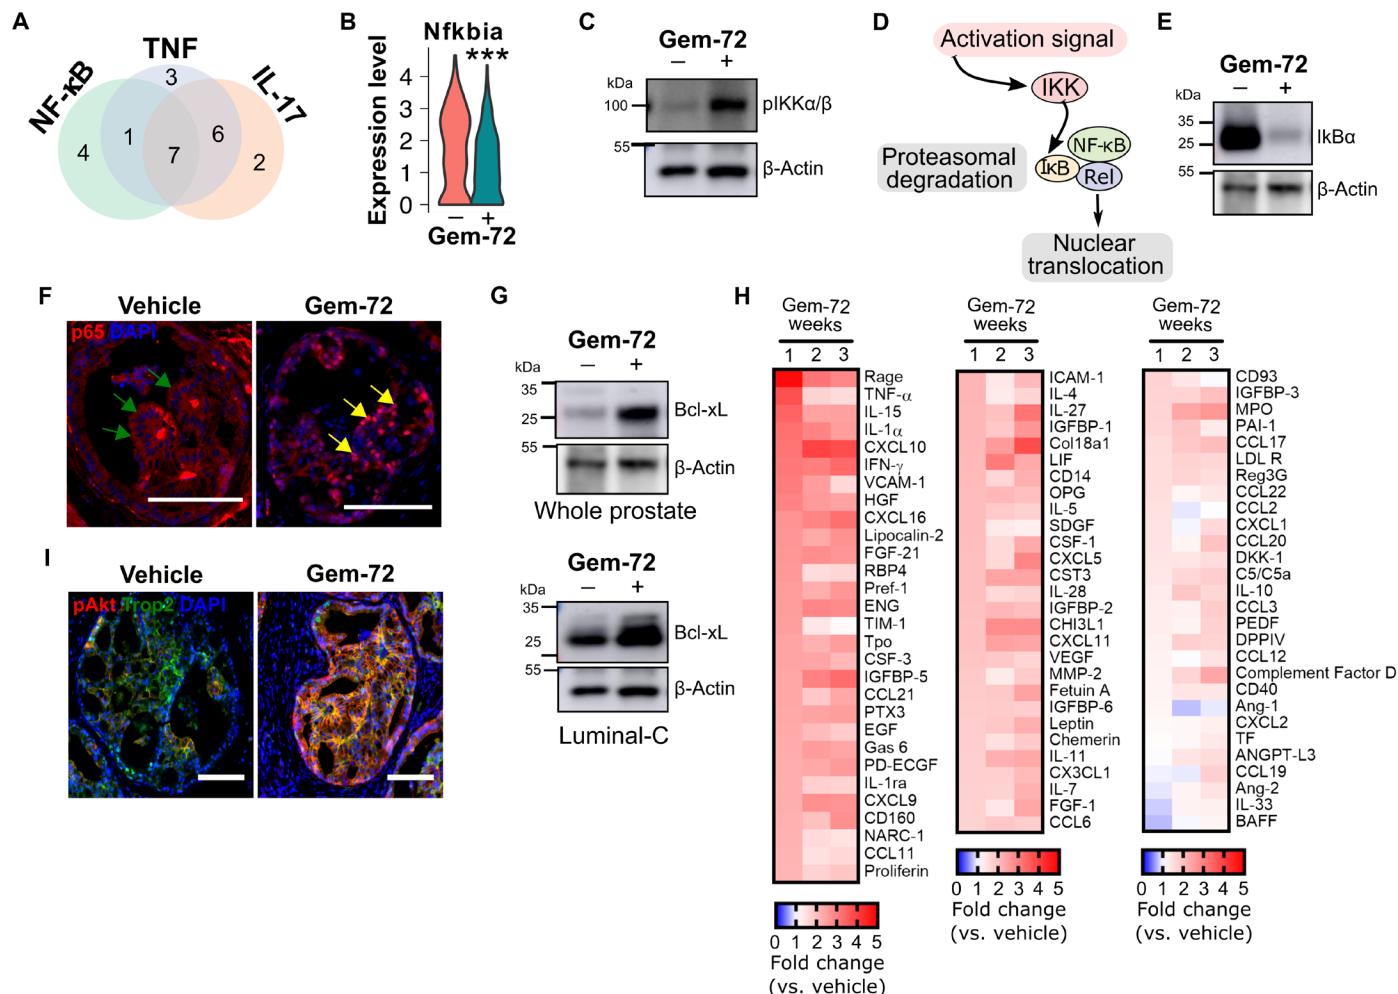 A
NF-κB
TNF
IL-17
3
1
6
4
7
2
B
Nfkbia
***
Expression level
4
3
2
1
0
−
+
Gem-72
C
Gem-72
−
+
kDa
100
pIKKα/β
55
β-Actin
D
Activation signal
IKK
NF-κB
IκB
Rel
Proteasomal
degradation
Nuclear
translocation
E
Gem-72
−
+
kDa
35
25
IkBα
55
β-Actin
F
Vehicle
Gem-72
p65 DAPI
G
Gem-72
−
+
kDa
35
25
Bcl-xL
55
β-Actin
Whole prostate
Gem-72
−
+
kDa
35
25
Bcl-xL
55
β-Actin
Luminal-C
H
Gem-72
weeks
1 2 3
Rage
TNF-α
IL-15
IL-1α
CXCL10
IFN-γ
VCAM-1
HGF
CXCL16
Lipocalin-2
FGF-21
RBP4
Pref-1
ENG
TIM-1
Tpo
CSF-3
IGFBP-5
CCL21
PTX3
EGF
Gas 6
PD-ECGF
IL-1ra
CXCL9
CD160
NARC-1
CCL11
Proliferin
0 1 2 3 4 5
Fold change
(vs. vehicle)
Gem-72
weeks
1 2 3
ICAM-1
IL-4
IL-27
IGFBP-1
Col18a1
LIF
CD14
OPG
IL-5
SDGF
CSF-1
CXCL5
CST3
IL-28
IGFBP-2
CHI3L1
CXCL11
VEGF
MMP-2
Fetuin A
IGFBP-6
Leptin
Chemerin
IL-11
CX3CL1
IL-7
FGF-1
CCL6
0 1 2 3 4 5
Fold change
(vs. vehicle)
Gem-72
weeks
1 2 3
CD93
IGFBP-3
MPO
PAI-1
CCL17
LDL R
Reg3G
CCL22
CCL2
CXCL1
CCL20
DKK-1
C5/C5a
IL-10
CCL3
PEDF
DPPIV
CCL12
Complement Factor D
CD40
Ang-1
CXCL2
TF
ANGPT-L3
CCL19
Ang-2
IL-33
BAFF
0 1 2 3 4 5
Fold change
(vs. vehicle)
I
Vehicle
Gem-72
pAkt Trop2 DAPI